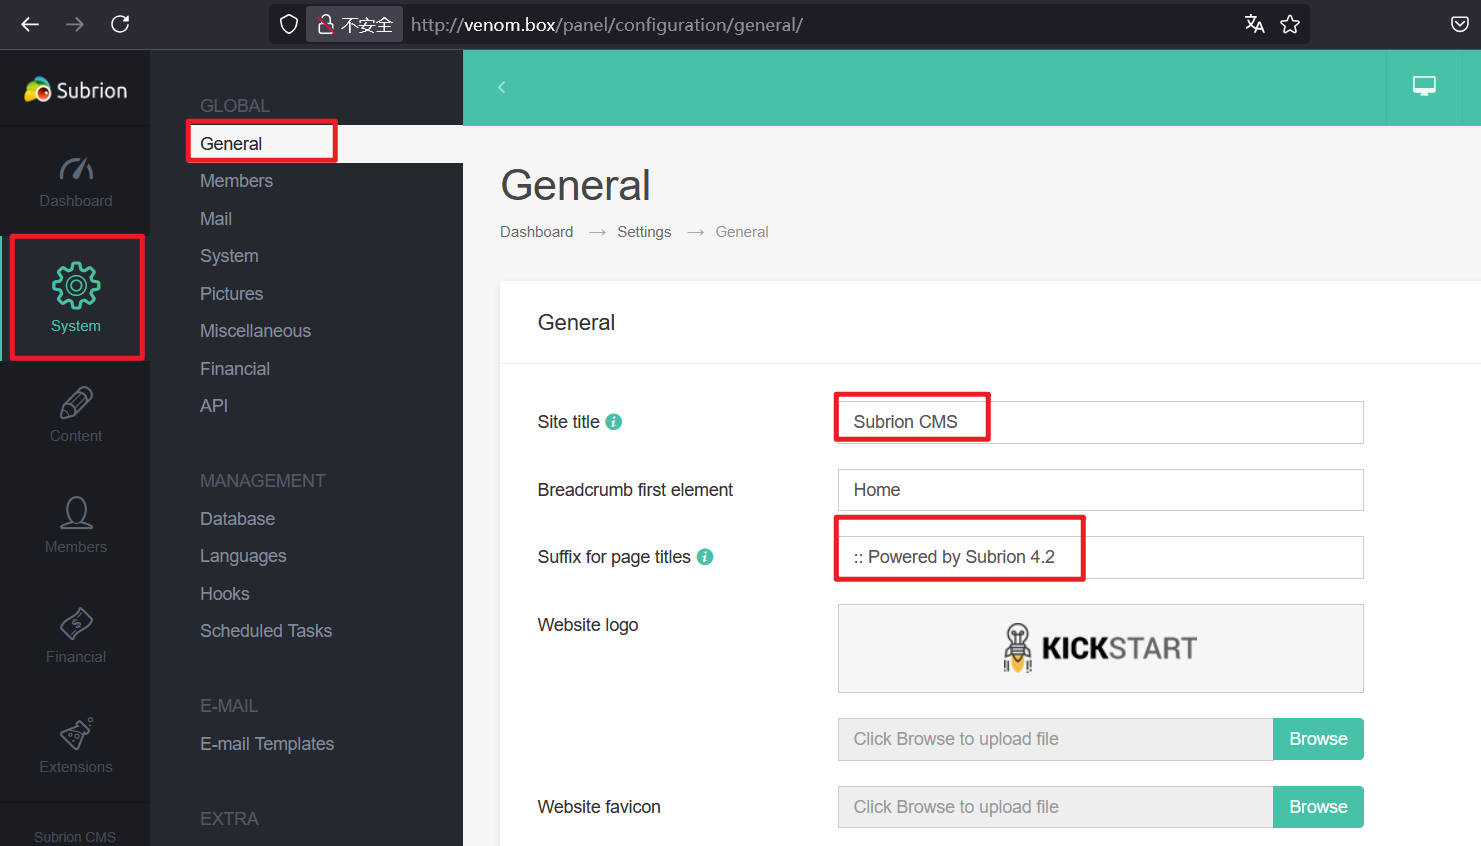 不安全 http://venom.box/panel/configuration/general/
Subrion
Dashboard
System
Content
Members
Financial
Extensions
Subrion CMS
GLOBAL
General
Members
Mail
System
Pictures
Miscellaneous
Financial
API
MANAGEMENT
Database
Languages
Hooks
Scheduled Tasks
E-MAIL
E-mail Templates
EXTRA
General
Dashboard → Settings → General
General
Site title Subrion CMS
Breadcrumb first element Home
Suffix for page titles :: Powered by Subrion 4.2
Website logo KICKSTART
Click Browse to upload file Browse
Website favicon Click Browse to upload file Browse